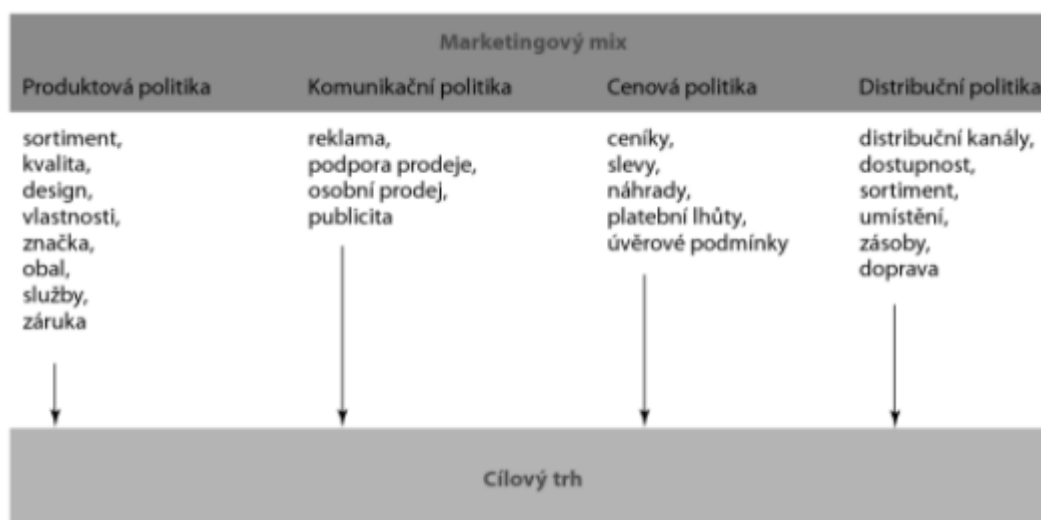 Marketingový mix
Produktová politika
Komunikační politika
Cenová politika
Distribuční politika
sortiment,
kvalita,
design,
vlastnosti,
značka,
obal,
služby,
záruka
reklama,
podpora prodeje,
osobní prodej,
publicita
ceníky,
slevy,
náhrady,
platební lhůty,
úvěrové podmínky
distribuční kanály,
dostupnost,
sortiment,
umístění,
zásoby,
doprava
Cílový trh